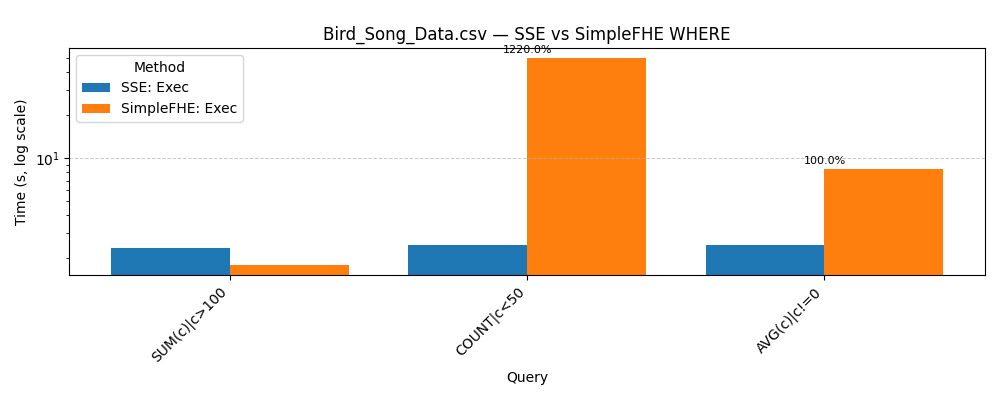 Bird_Song_Data.csv — SSE vs SimpleFHE WHERE
1220.0%
Method
SSE: Exec
SimpleFHE: Exec
Time (s, log scale)
10¹
100.0%
SUM(c)|c>100
COUNT|c<50
AVG(c)|c!=0
Query